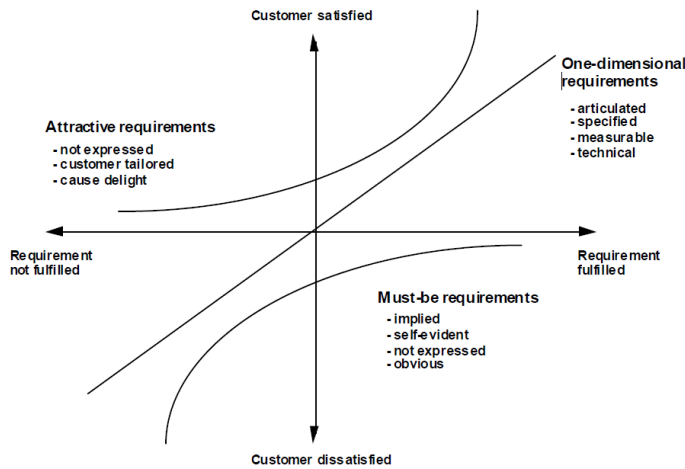 Customer satisfied
One-dimensional
requirements
- articulated
- specified
- measurable
- technical
Attractive requirements
- not expressed
- customer tailored
- cause delight
Requirement
not fulfilled
Requirement
fulfilled
Must-be requirements
- implied
- self-evident
- not expressed
- obvious
Customer dissatisfied